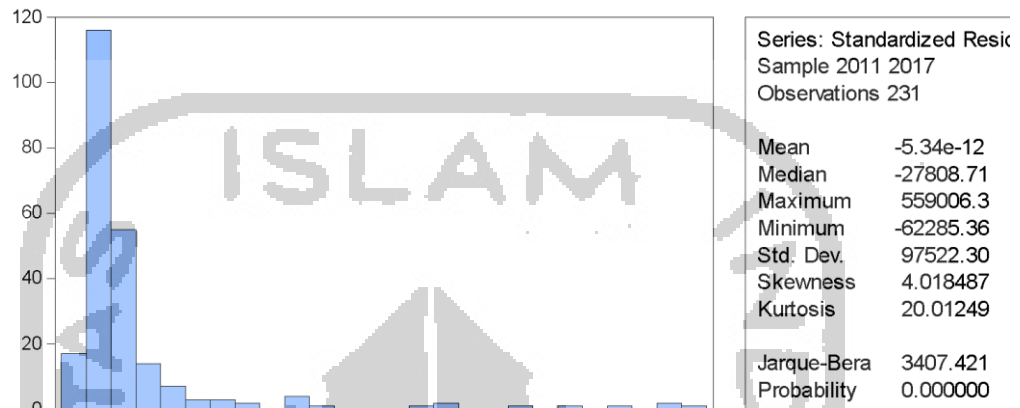 120
100
80
60
40
20
0
ISLAM
Series: Standardized
Sample 2011 2017
Observations 231
Mean -5.34e-12
Median -27808.71
Maximum 559006.3
Minimum -62285.36
Std. Dev. 97522.30
Skewness 4.018487
Kurtosis 20.01249
Jarque-Bera 3407.421
Probability 0.000000